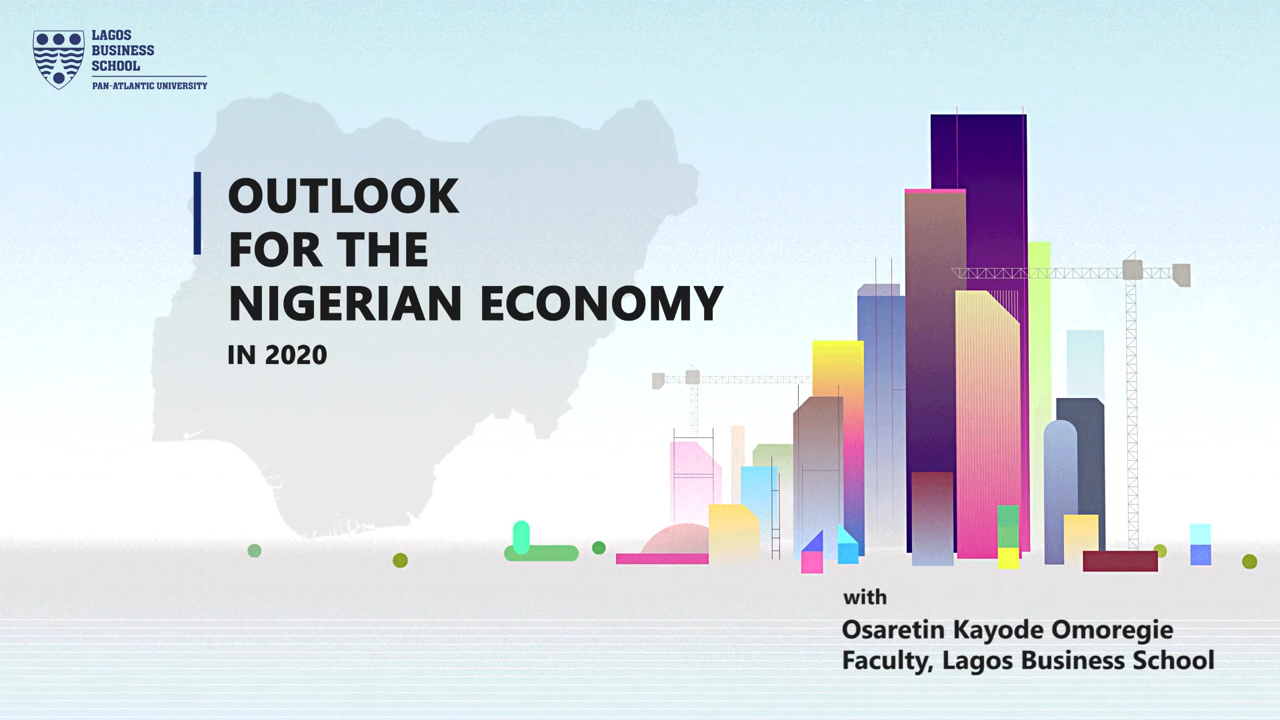 LAGOS
BUSINESS
SCHOOL
PAN-ATLANTIC UNIVERSITY
OUTLOOK
FOR THE
NIGERIAN ECONOMY
IN 2020
with
Osaretin Kayode Omoregie
Faculty, Lagos Business School